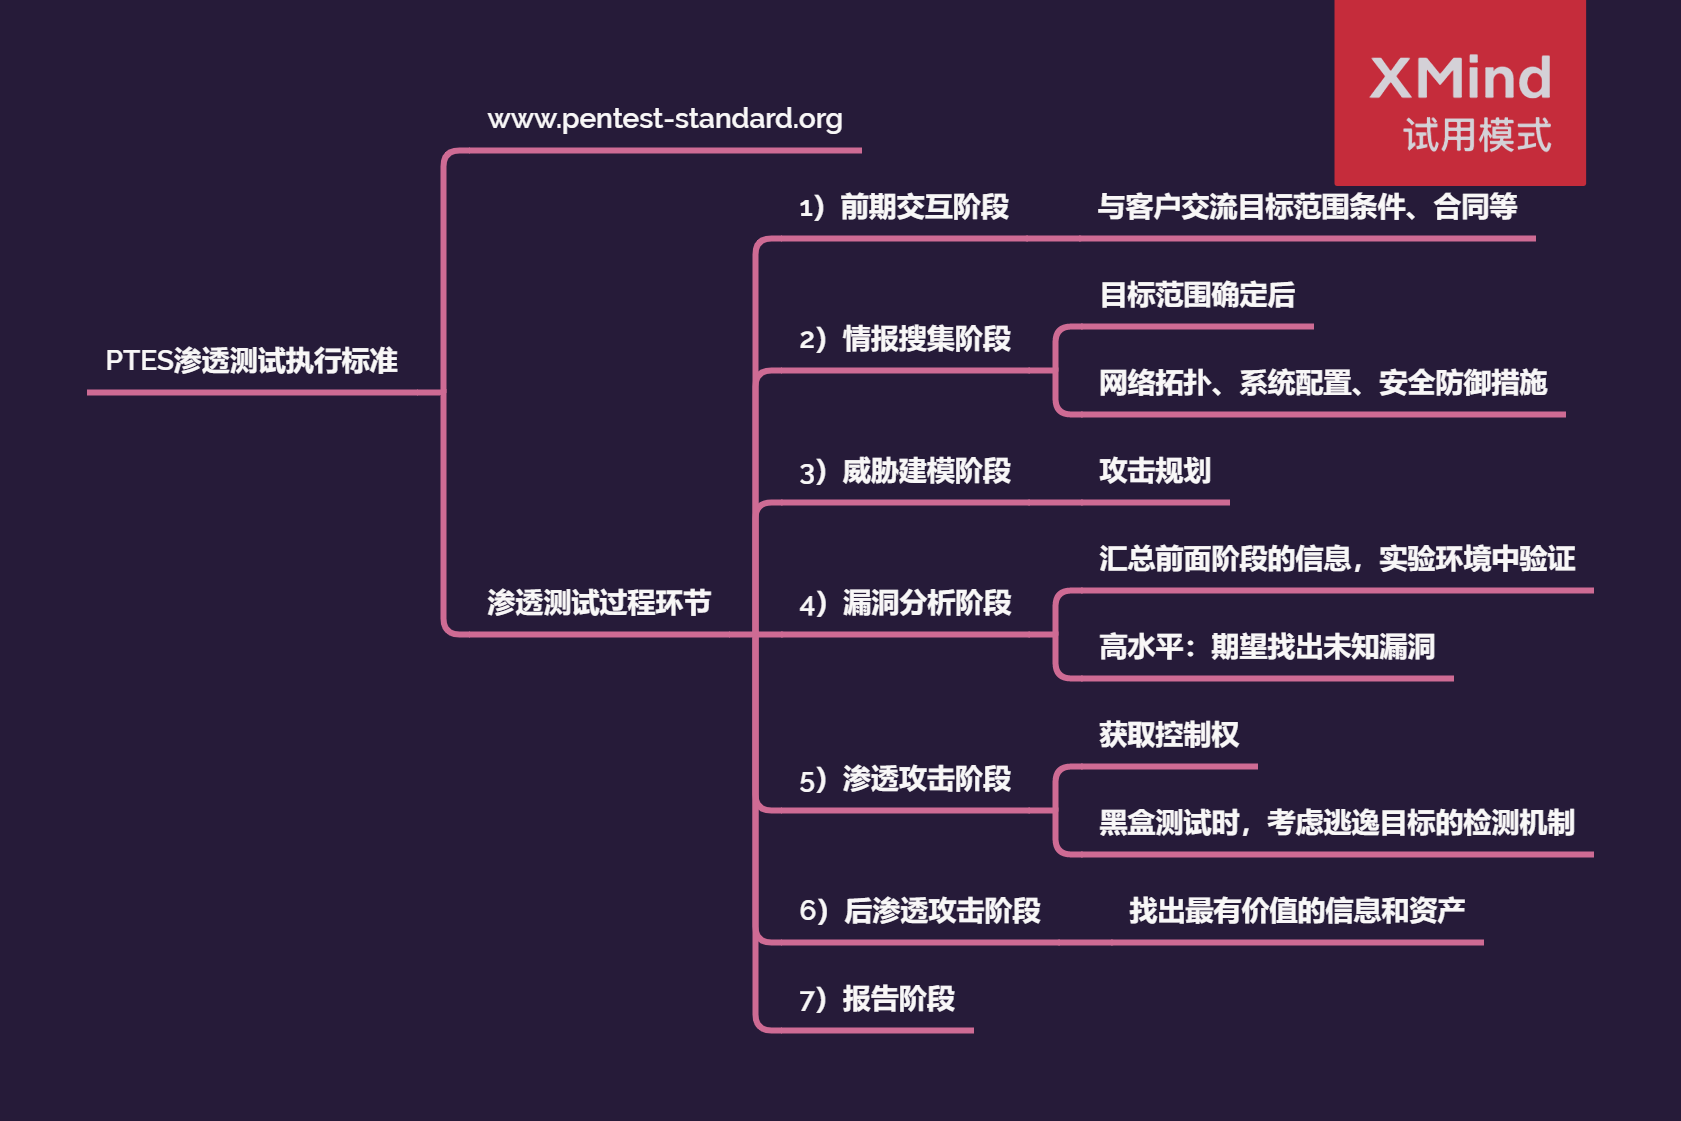 XMind
试用模式
www.pentest-standard.org
1）前期交互阶段
与客户交流目标范围条件、合同等
目标范围确定后
2）情报搜集阶段
网络拓扑、系统配置、安全防御措施
PTES渗透测试执行标准
3）威胁建模阶段
攻击规划
汇总前面阶段的信息，实验环境中验证
渗透测试过程环节
4）漏洞分析阶段
高水平：期望找出未知漏洞
获取控制权
5）渗透攻击阶段
黑盒测试时，考虑逃逸目标的检测机制
6）后渗透攻击阶段
找出最有价值的信息和资产
7）报告阶段